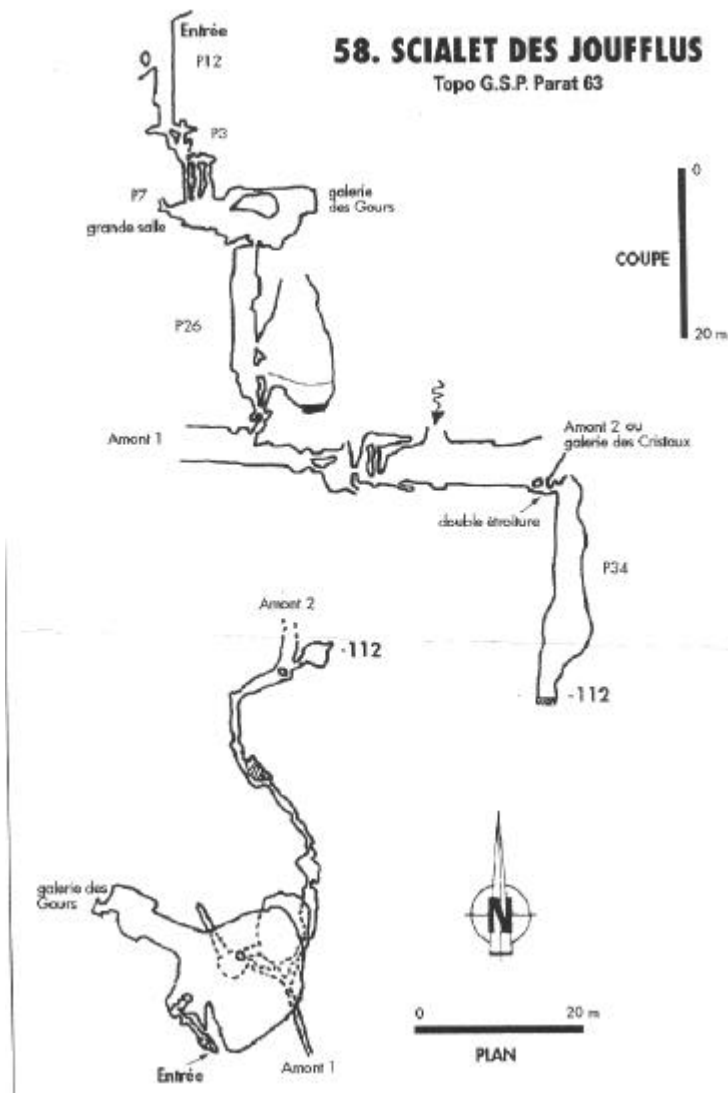 58. SCIALET DES JOUFFLUS
Topo G.S.P. Parat 63
Entrée
0
P12
P3
P7
galerie
des Gours
grande salle
P26
0
COUPE
20 m
Amont 1
Amont 2 ou
galerie des Cristaux
double étroiture
P34
-112
Amont 2
-112
galerie des
Gours
Entrée
Amont 1
N
0
20 m
PLAN